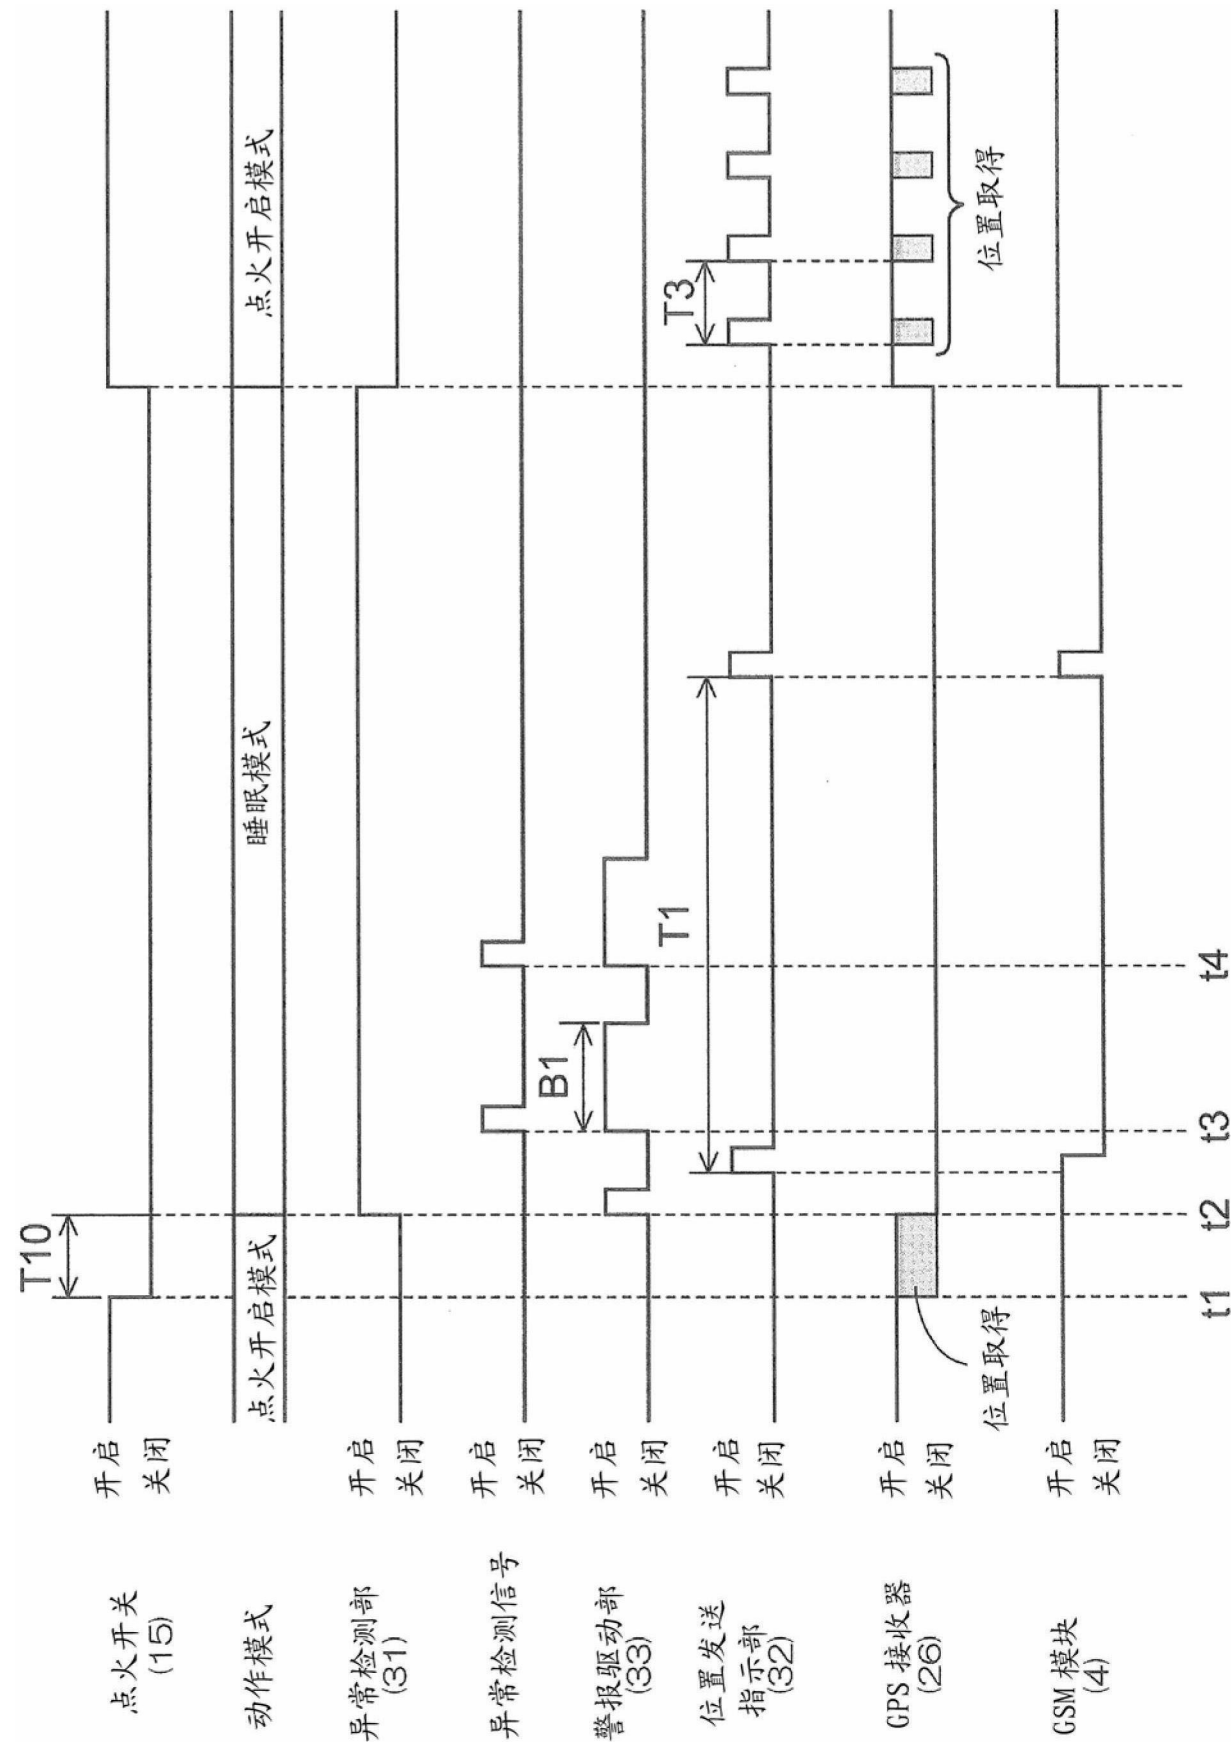 T10
点火开关
(15)
开启
关闭
动作模式
点火开启模式
睡眠模式
点火开启模式
异常检测部
(31)
开启
关闭
异常检测信号
开启
关闭
警报驱动部
(33)
开启
关闭
B1
位置发送
指示部
(32)
开启
关闭
T1
T3
GPS 接收器
(26)
开启
关闭
位置取得
位置取得
GSM 模块
(4)
开启
关闭
t1
t2
t3
t4